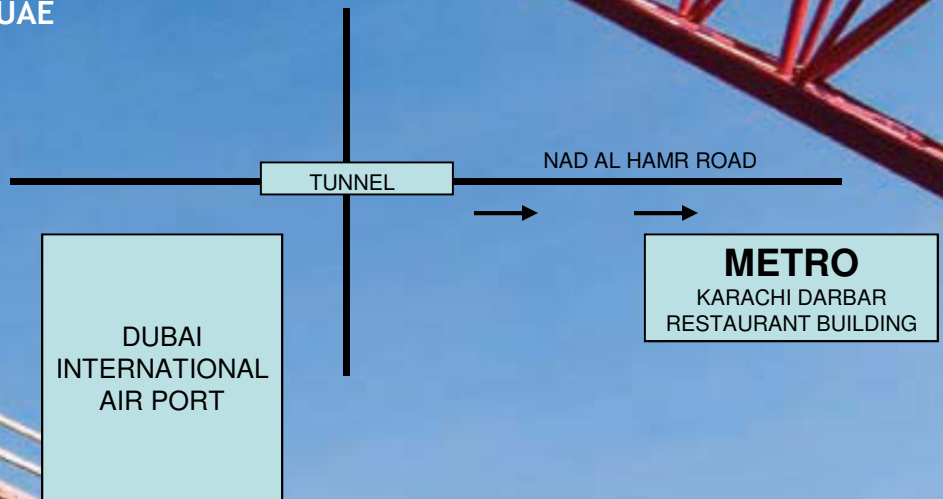 UAE
NAD AL HAMR ROAD
TUNNEL
METRO
KARACHI DARBAR
RESTAURANT BUILDING
DUBAI
INTERNATIONAL
AIR PORT